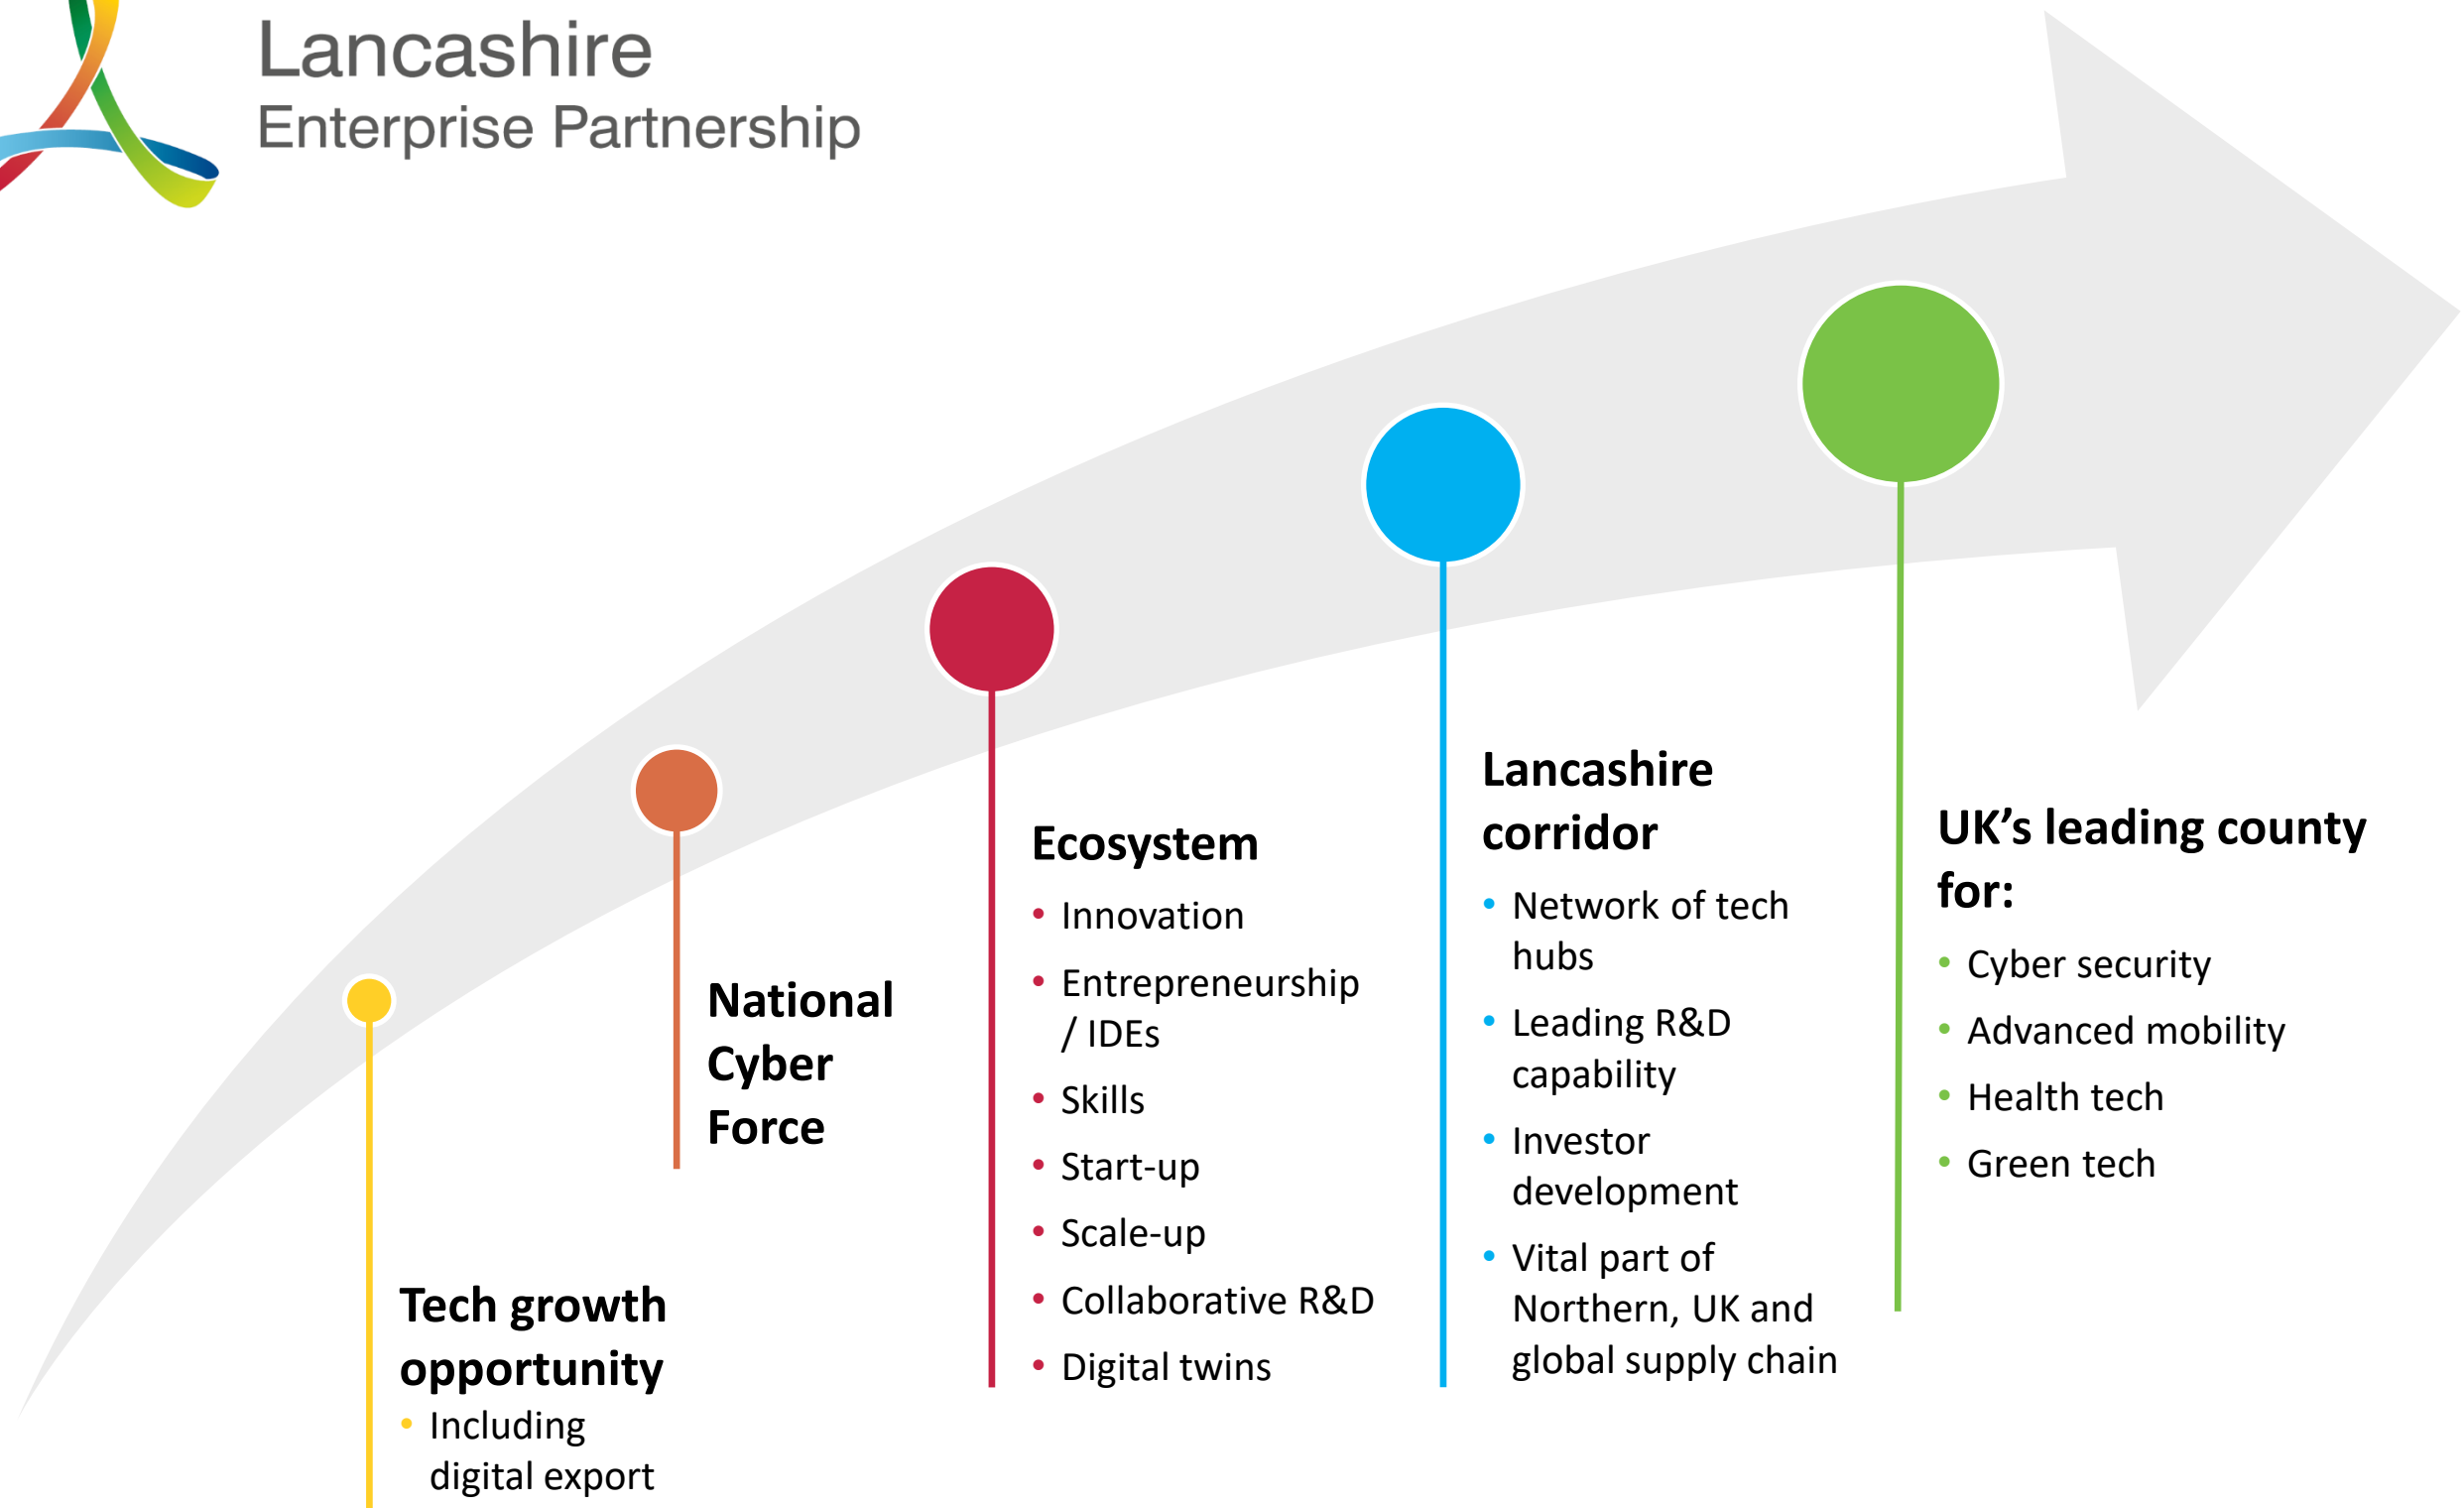 Lancashire
Enterprise Partnership
Tech growth
opportunity
• Including
digital export
National
Cyber
Force
Ecosystem
• Innovation
• Entrepreneurship
/ IDEs
• Skills
• Start-up
• Scale-up
• Collaborative R&D
• Digital twins
Lancashire
corridor
• Network of tech
hubs
• Leading R&D
capability
• Investor
development
• Vital part of
Northern, UK and
global supply chain
UK’s leading county
for:
• Cyber security
• Advanced mobility
• Health tech
• Green tech